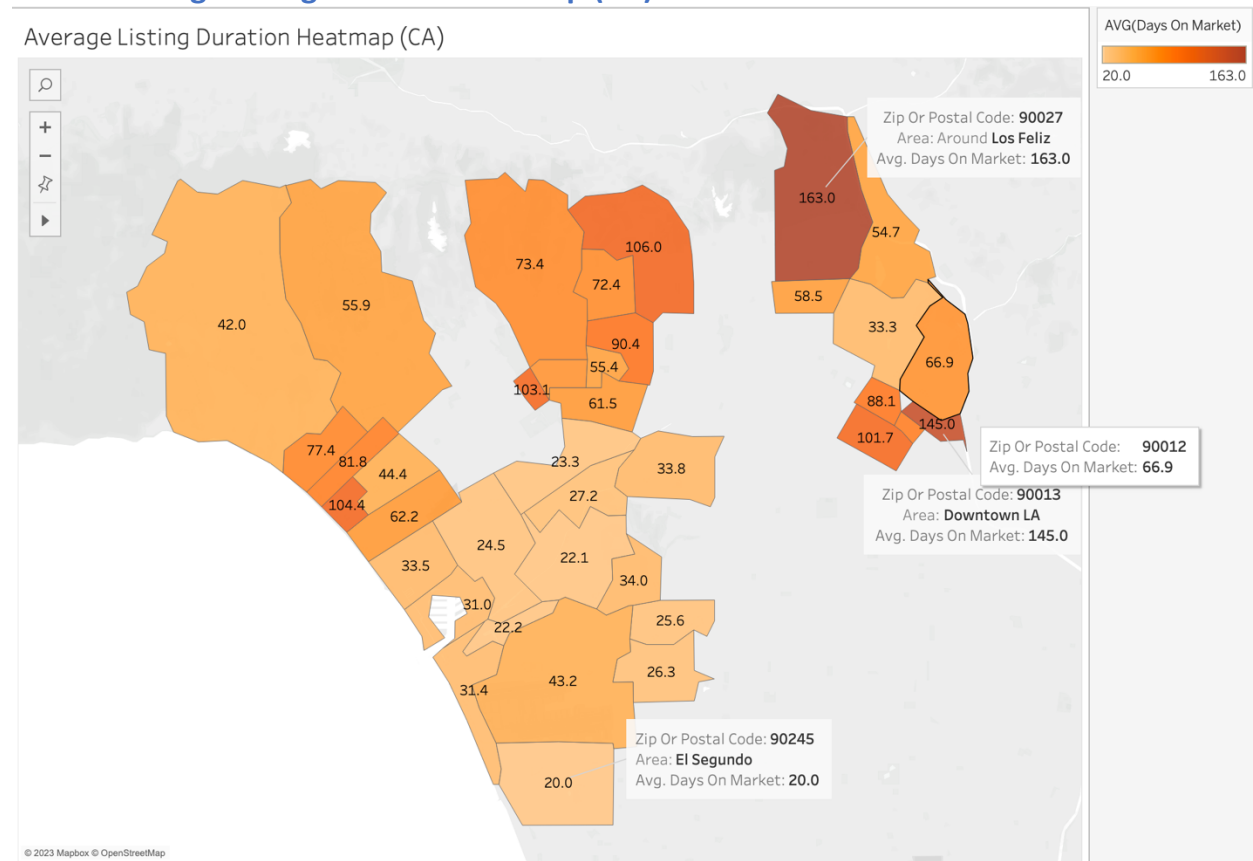 Average Listing Duration Heatmap (CA)
AVG(Days On Market)
20.0 163.0
Zip Or Postal Code: 90027
Area: Around Los Feliz
Avg. Days On Market: 163.0
163.0
54.7
106.0
73.4
72.4
58.5
55.9
42.0
33.3
90.4
66.9
55.4
103.1
61.5
88.1
145.0
101.7
Zip Or Postal Code: 90012
Avg. Days On Market: 66.9
77.4
81.8
44.4
23.3
33.8
27.2
104.4
62.2
Zip Or Postal Code: 90013
Area: Downtown LA
Avg. Days On Market: 145.0
24.5
22.1
33.5
34.0
31.0
22.2
25.6
26.3
43.2
31.4
Zip Or Postal Code: 90245
Area: El Segundo
Avg. Days On Market: 20.0
20.0
© 2023 Mapbox © OpenStreetMap